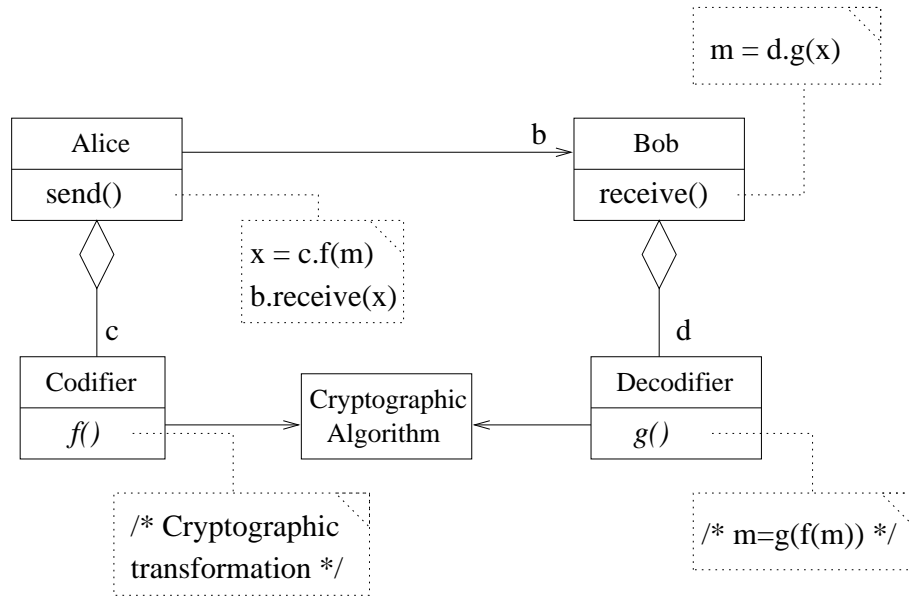 m = d.g(x)
Alice
b
Bob
send()
receive()
x = c.f(m)
b.receive(x)
c
d
Codifier
Cryptographic
Algorithm
Decodifier
f()
g()
/* Cryptographic
transformation */
/* m=g(f(m)) */